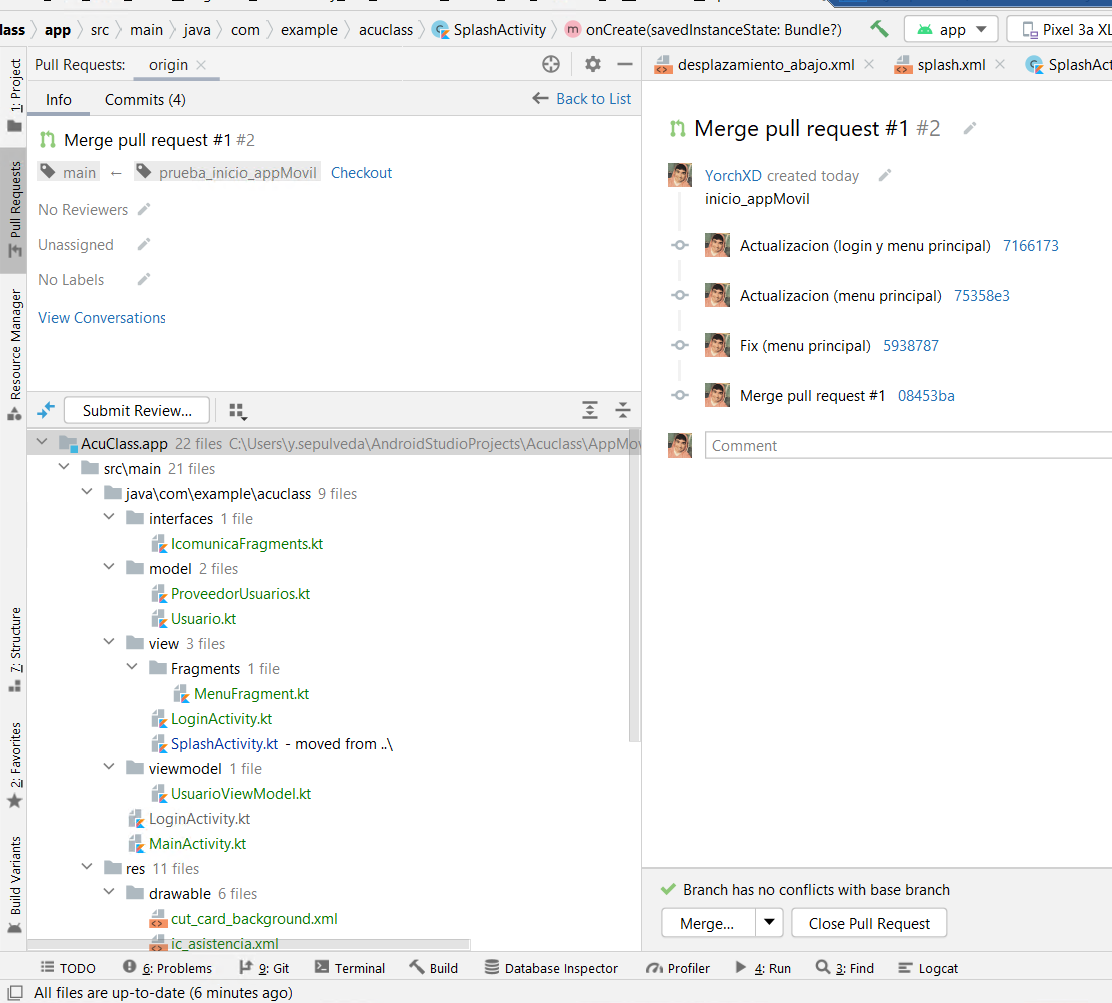 lass app src main java com example acuclass SplashActivity onCreate(savedInstanceState: Bundle?) app Pixel 3a XL
Pull Requests: origin
desplazamiento_abajo.xml splash.xml SplashAct
Info Commits (4) Back to List
Merge pull request #1 #2
main ← prueba_inicio_appMovil Checkout
No Reviewers
Unassigned
No Labels
View Conversations
Submit Review...
AcuClass.app 22 files C:\Users\y.sepulveda\AndroidStudioProjects\Acuclass\AppMov
src\main 21 files
java\com\example\acuclass 9 files
interfaces 1 file
IcomunicaFragments.kt
model 2 files
ProveedorUsuarios.kt
Usuario.kt
view 3 files
Fragments 1 file
MenuFragment.kt
LoginActivity.kt
SplashActivity.kt - moved from ..\
viewmodel 1 file
UsuarioViewModel.kt
LoginActivity.kt
MainActivity.kt
res 11 files
drawable 6 files
cut_card_background.xml
ic_asistencia.xml
Merge pull request #1 #2
YorchXD created today
inicio_appMovil
Actualizacion (login y menu principal) 7166173
Actualizacion (menu principal) 75358e3
Fix (menu principal) 5938787
Merge pull request #1 08453ba
Comment
Branch has no conflicts with base branch
Merge... Close Pull Request
1: Project
Pull Requests
Resource Manager
7: Structure
2: Favorites
Build Variants
TODO 6: Problems 9: Git Terminal Build Database Inspector Profiler 4: Run 3: Find Logcat
All files are up-to-date (6 minutes ago)